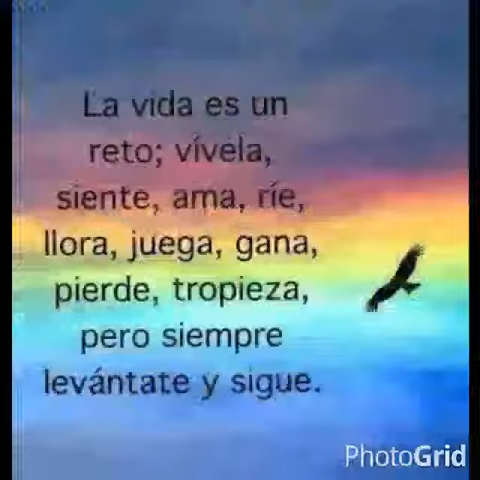 La vida es un
reto; vívela,
siente, ama, ríe,
llora, juega, gana,
pierde, tropieza,
pero siempre
levántate y sigue.
PhotoGrid